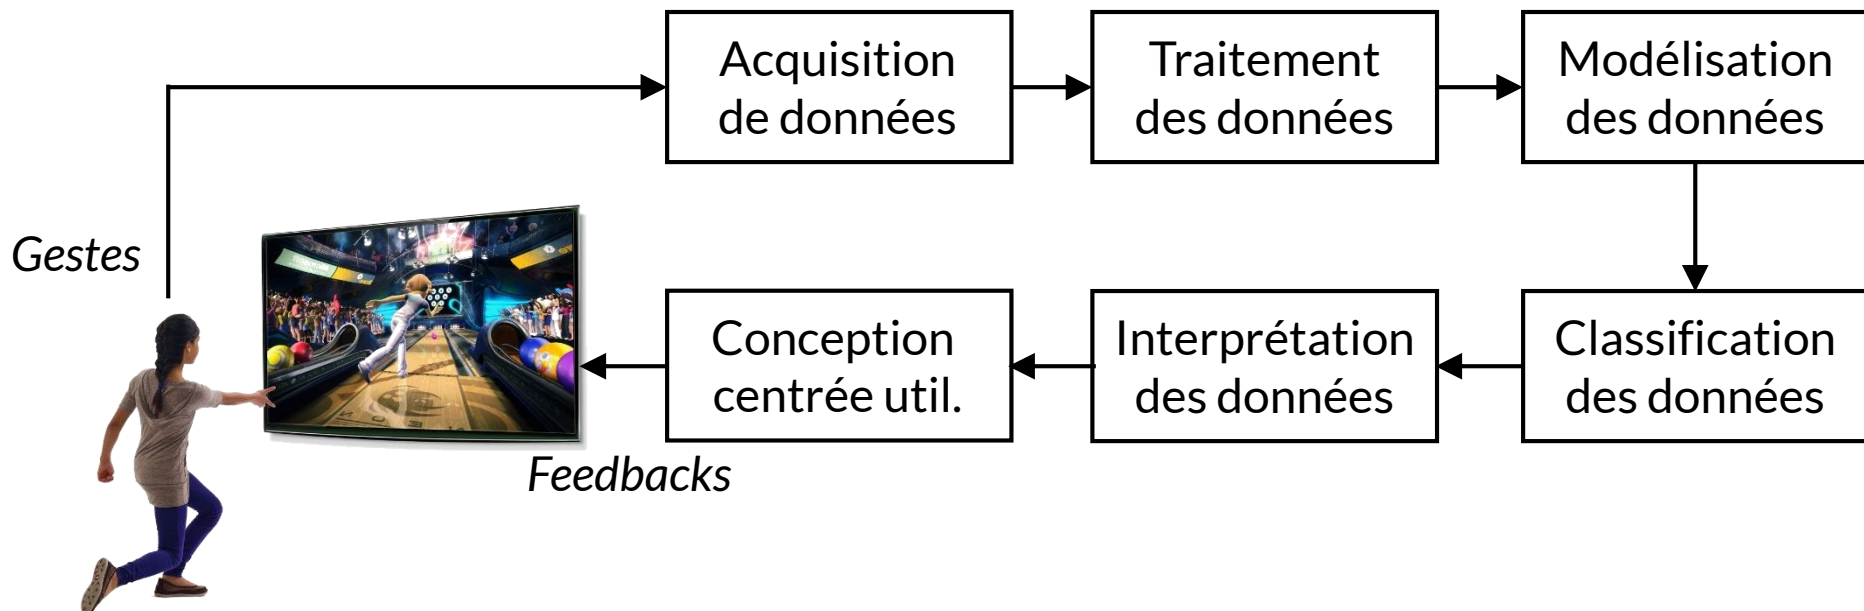 Acquisition
de données
Traitement
des données
Modélisation
des données
Gestes
Conception
centrée util.
Interprétation
des données
Classification
des données
Feedbacks